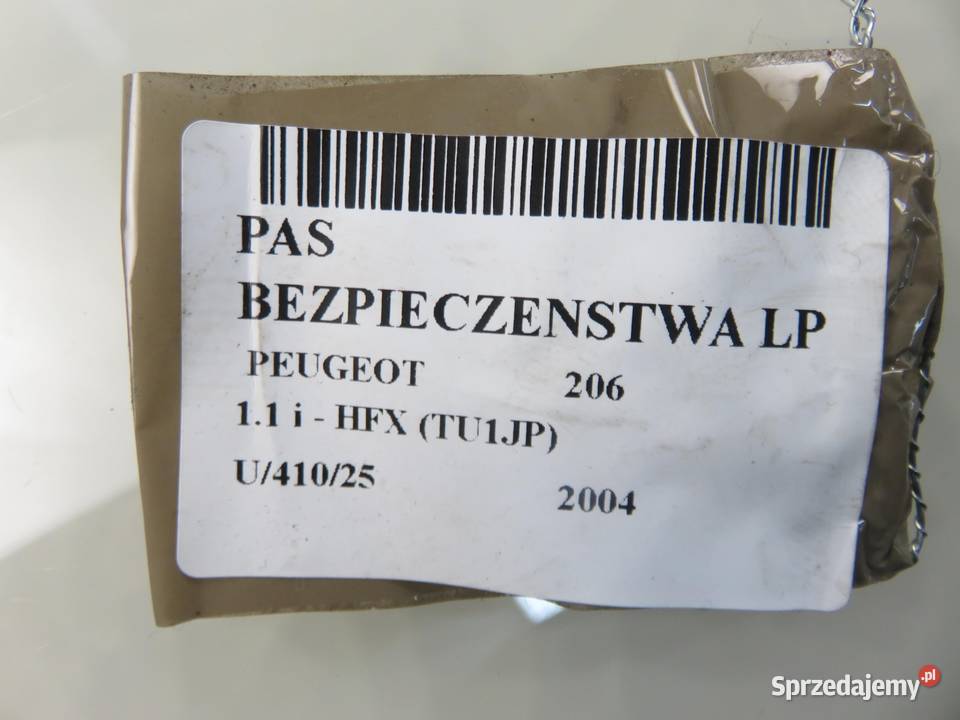 PAS
BEZPIECZENSTWA LP
PEUGEOT 206
1.1 i - HFX (TU1JP)
U/410/25 2004
Sprzedajemy.pl